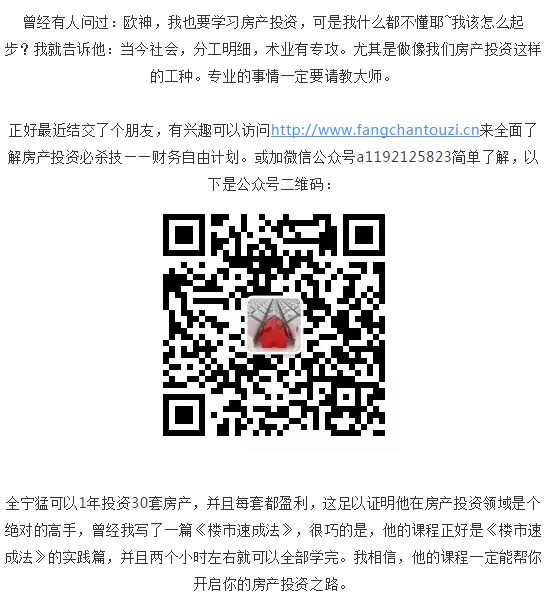 曾经有人问过：欧神，我也要学习房产投资，可是我什么都不懂耶~我该怎么起
步？我就告诉他：当今社会，分工明细，术业有专攻。尤其是做像我们房产投资这样
的工种。专业的事情一定要请教大师。
正好最近结交了个朋友，有兴趣可以访问http://www.fangchantouzi.cn来全面了
解房产投资必杀技——财务自由计划。或加微信公众号a1192125823简单了解，以
下是公众号二维码：
全宁猛可以1年投资30套房产，并且每套都盈利，这足以证明他在房产投资领域是个
绝对的高手，曾经我写了一篇《楼市速成法》，很巧的是，他的课程正好是《楼市速
成法》的实践篇，并且两个小时左右就可以全部学完。我相信，他的课程一定能帮你
开启你的房产投资之路。